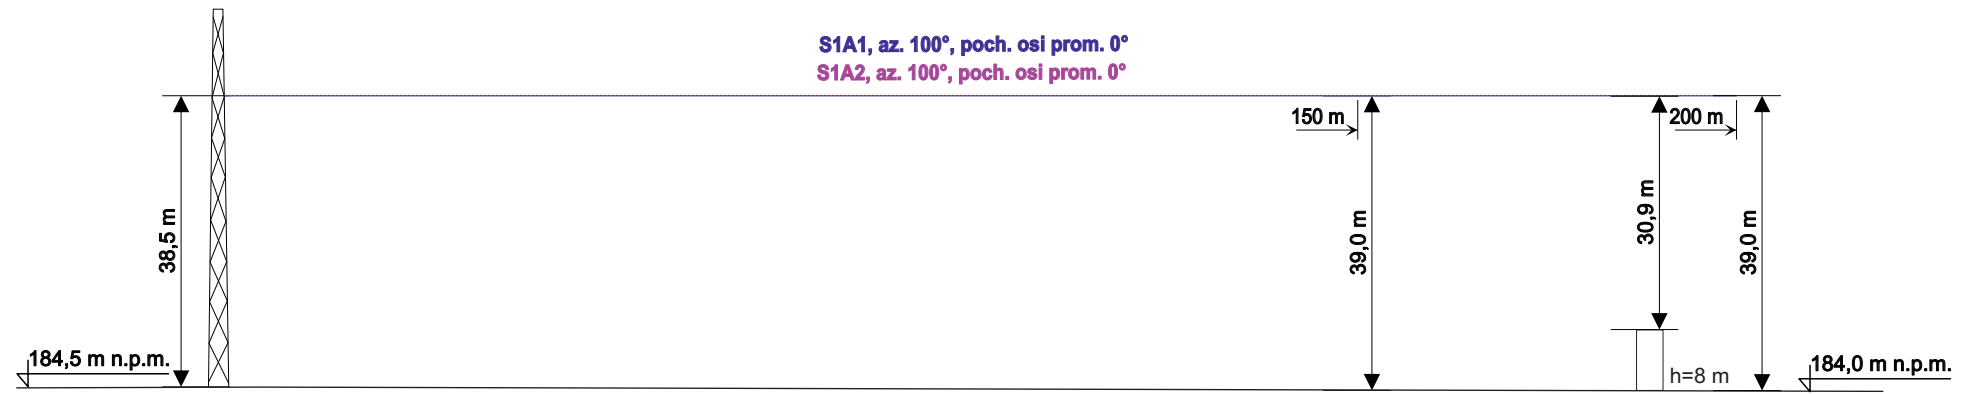 S1A1, az. 100°, poch. osi prom. 0°
S1A2, az. 100°, poch. osi prom. 0°
150 m
200 m
38,5 m
39,0 m
30,9 m
39,0 m
184,5 m n.p.m.
h=8 m
184,0 m n.p.m.